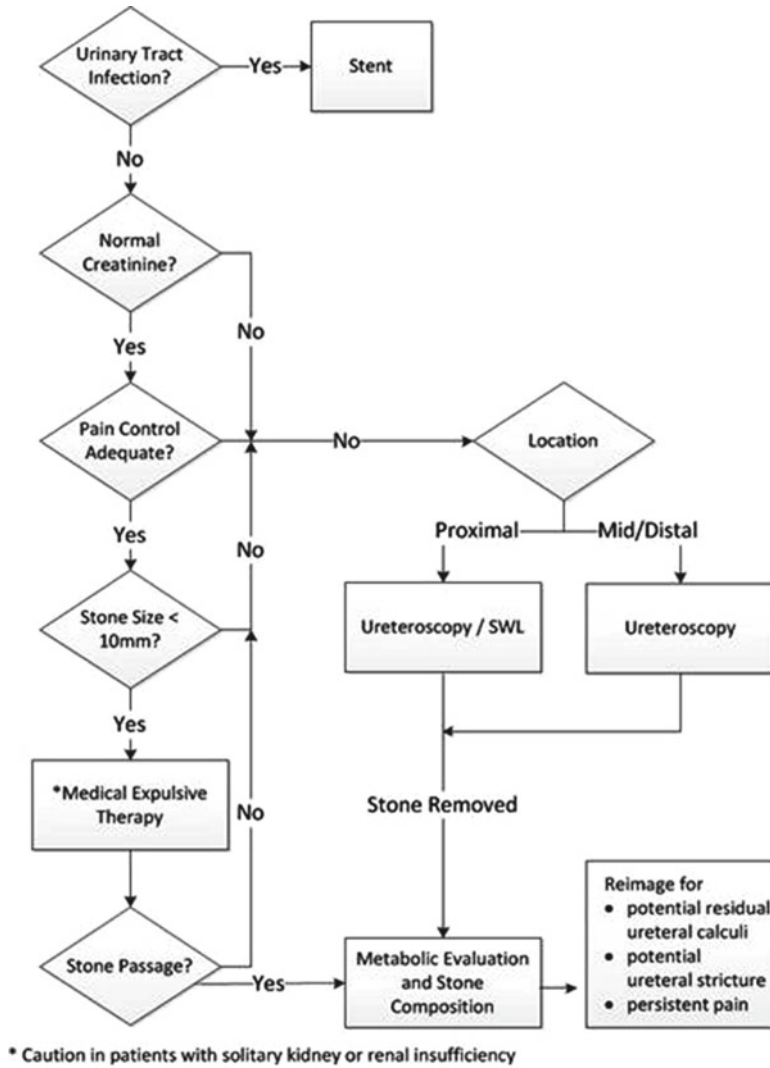 Urinary Tract
Infection?
Yes
Stent
No
Normal
Creatinine?
No
Yes
Pain Control
Adequate?
No
Location
Yes
No
Proximal
Mid/Distal
Stone Size <
10mm?
Ureteroscopy / SWL
Ureteroscopy
Yes
*Medical Expulsive
Therapy
No
Stone Removed
Stone Passage?
Yes
Metabolic Evaluation
and Stone
Composition
Reimage for
• potential residual
ureteral calculi
• potential
ureteral stricture
• persistent pain
* Caution in patients with solitary kidney or renal insufficiency